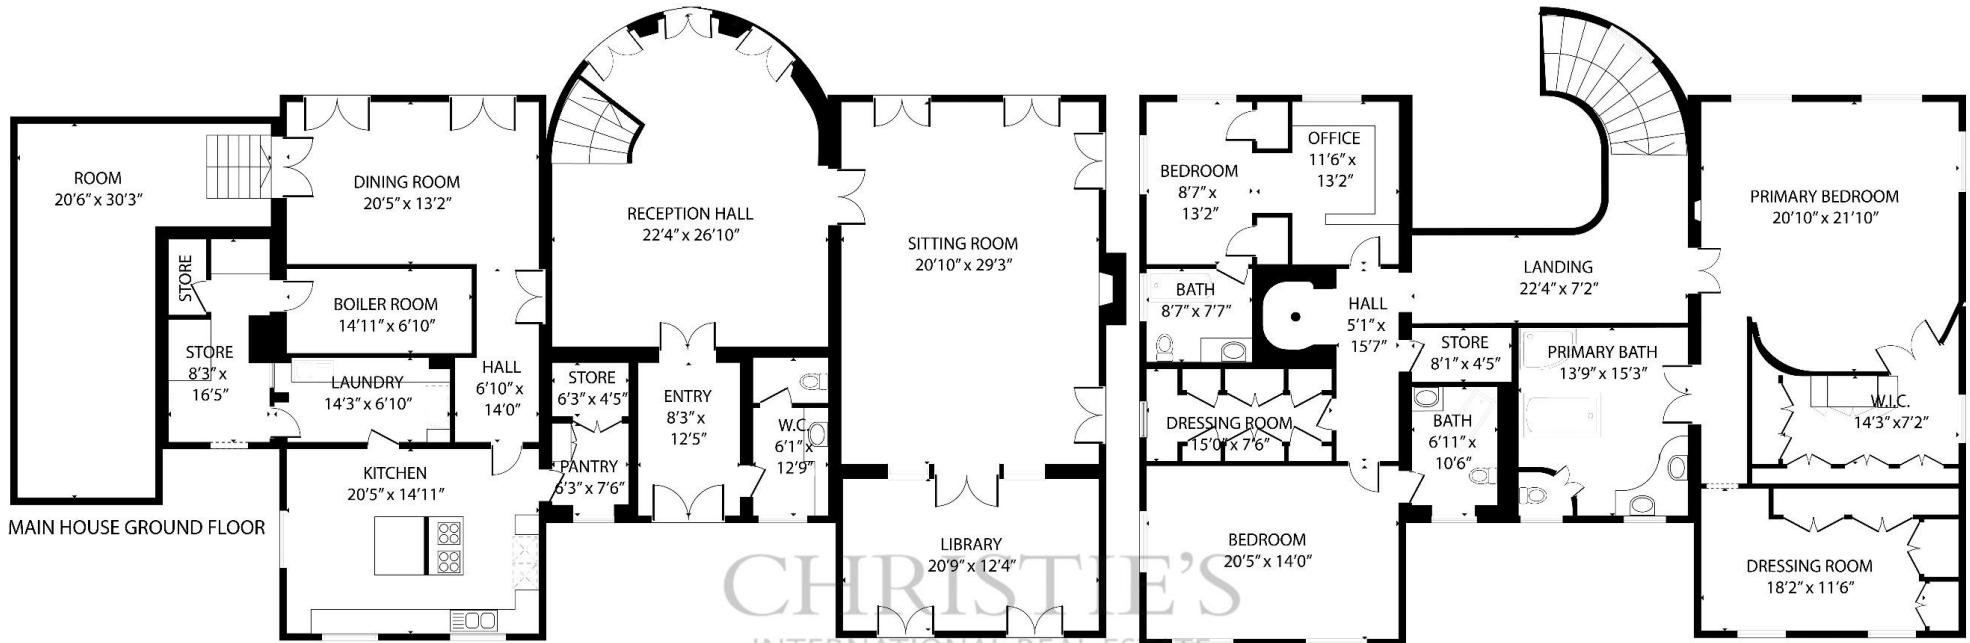 ROOM
20'6" x 30'3"
DINING ROOM
20'5" x 13'2"
RECEPTION HALL
22'4" x 26'10"
SITTING ROOM
20'10" x 29'3"
STORE
BOILER ROOM
14'11" x 6'10"
STORE
8'3" x
16'5"
LAUNDRY
14'3" x 6'10"
HALL
6'10" x
14'0"
STORE
6'3" x 4'5"
ENTRY
8'3" x
12'5"
W.C.
6'1" x
12'9"
PANTRY
6'3" x 7'6"
KITCHEN
20'5" x 14'11"
LIBRARY
20'9" x 12'4"
MAIN HOUSE GROUND FLOOR
BEDROOM
8'7" x
13'2"
OFFICE
11'6" x
13'2"
PRIMARY BEDROOM
20'10" x 21'10"
LANDING
22'4" x 7'2"
BATH
8'7" x 7'7"
HALL
5'1" x
15'7"
STORE
8'1" x 4'5"
PRIMARY BATH
13'9" x 15'3"
W.I.C.
14'3" x7'2"
DRESSING ROOM
15'0" x 7'6"
BATH
6'11" x
10'6"
BEDROOM
20'5" x 14'0"
DRESSING ROOM
18'2" x 11'6"
CHRISTIE'S
INTERNATIONAL REAL ESTATE